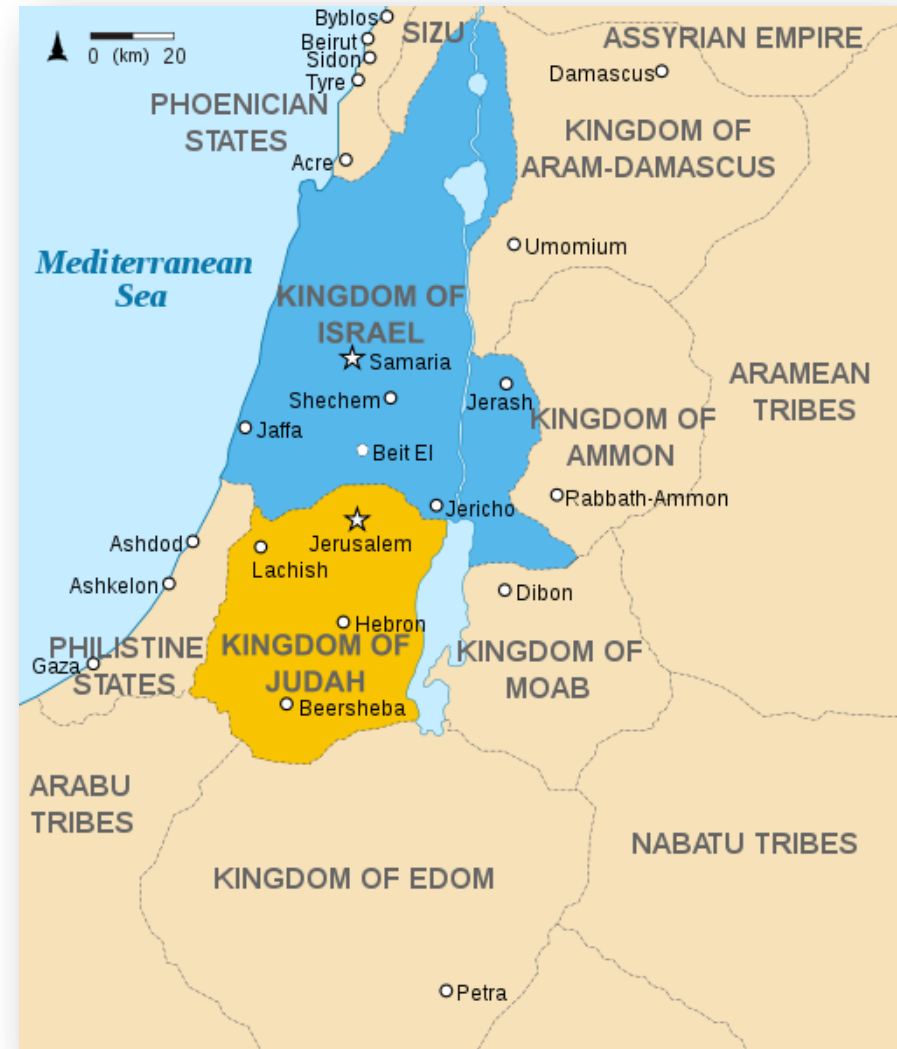 Byblos
Beirut
Sidon
Tyre
0 (km) 20
SIZU
ASSYRIAN EMPIRE
Damascus
PHOENICIAN
STATES
KINGDOM OF
ARAM-DAMASCUS
Acre
Umomium
Mediterranean
Sea
KINGDOM OF
ISRAEL
Samaria
Shechem
Jerash
ARAMEAN
TRIBES
Jaffa
KINGDOM OF
AMMON
Beit El
Rabbath-Ammon
Jericho
Jerusalem
Ashdod
Lachish
Ashkelon
Dibon
Hebron
PHILISTINE
STATES
Gaza
KINGDOM OF
JUDAH
KINGDOM OF
MOAB
Beersheba
ARABU
TRIBES
NABATU TRIBES
KINGDOM OF EDOM
Petra